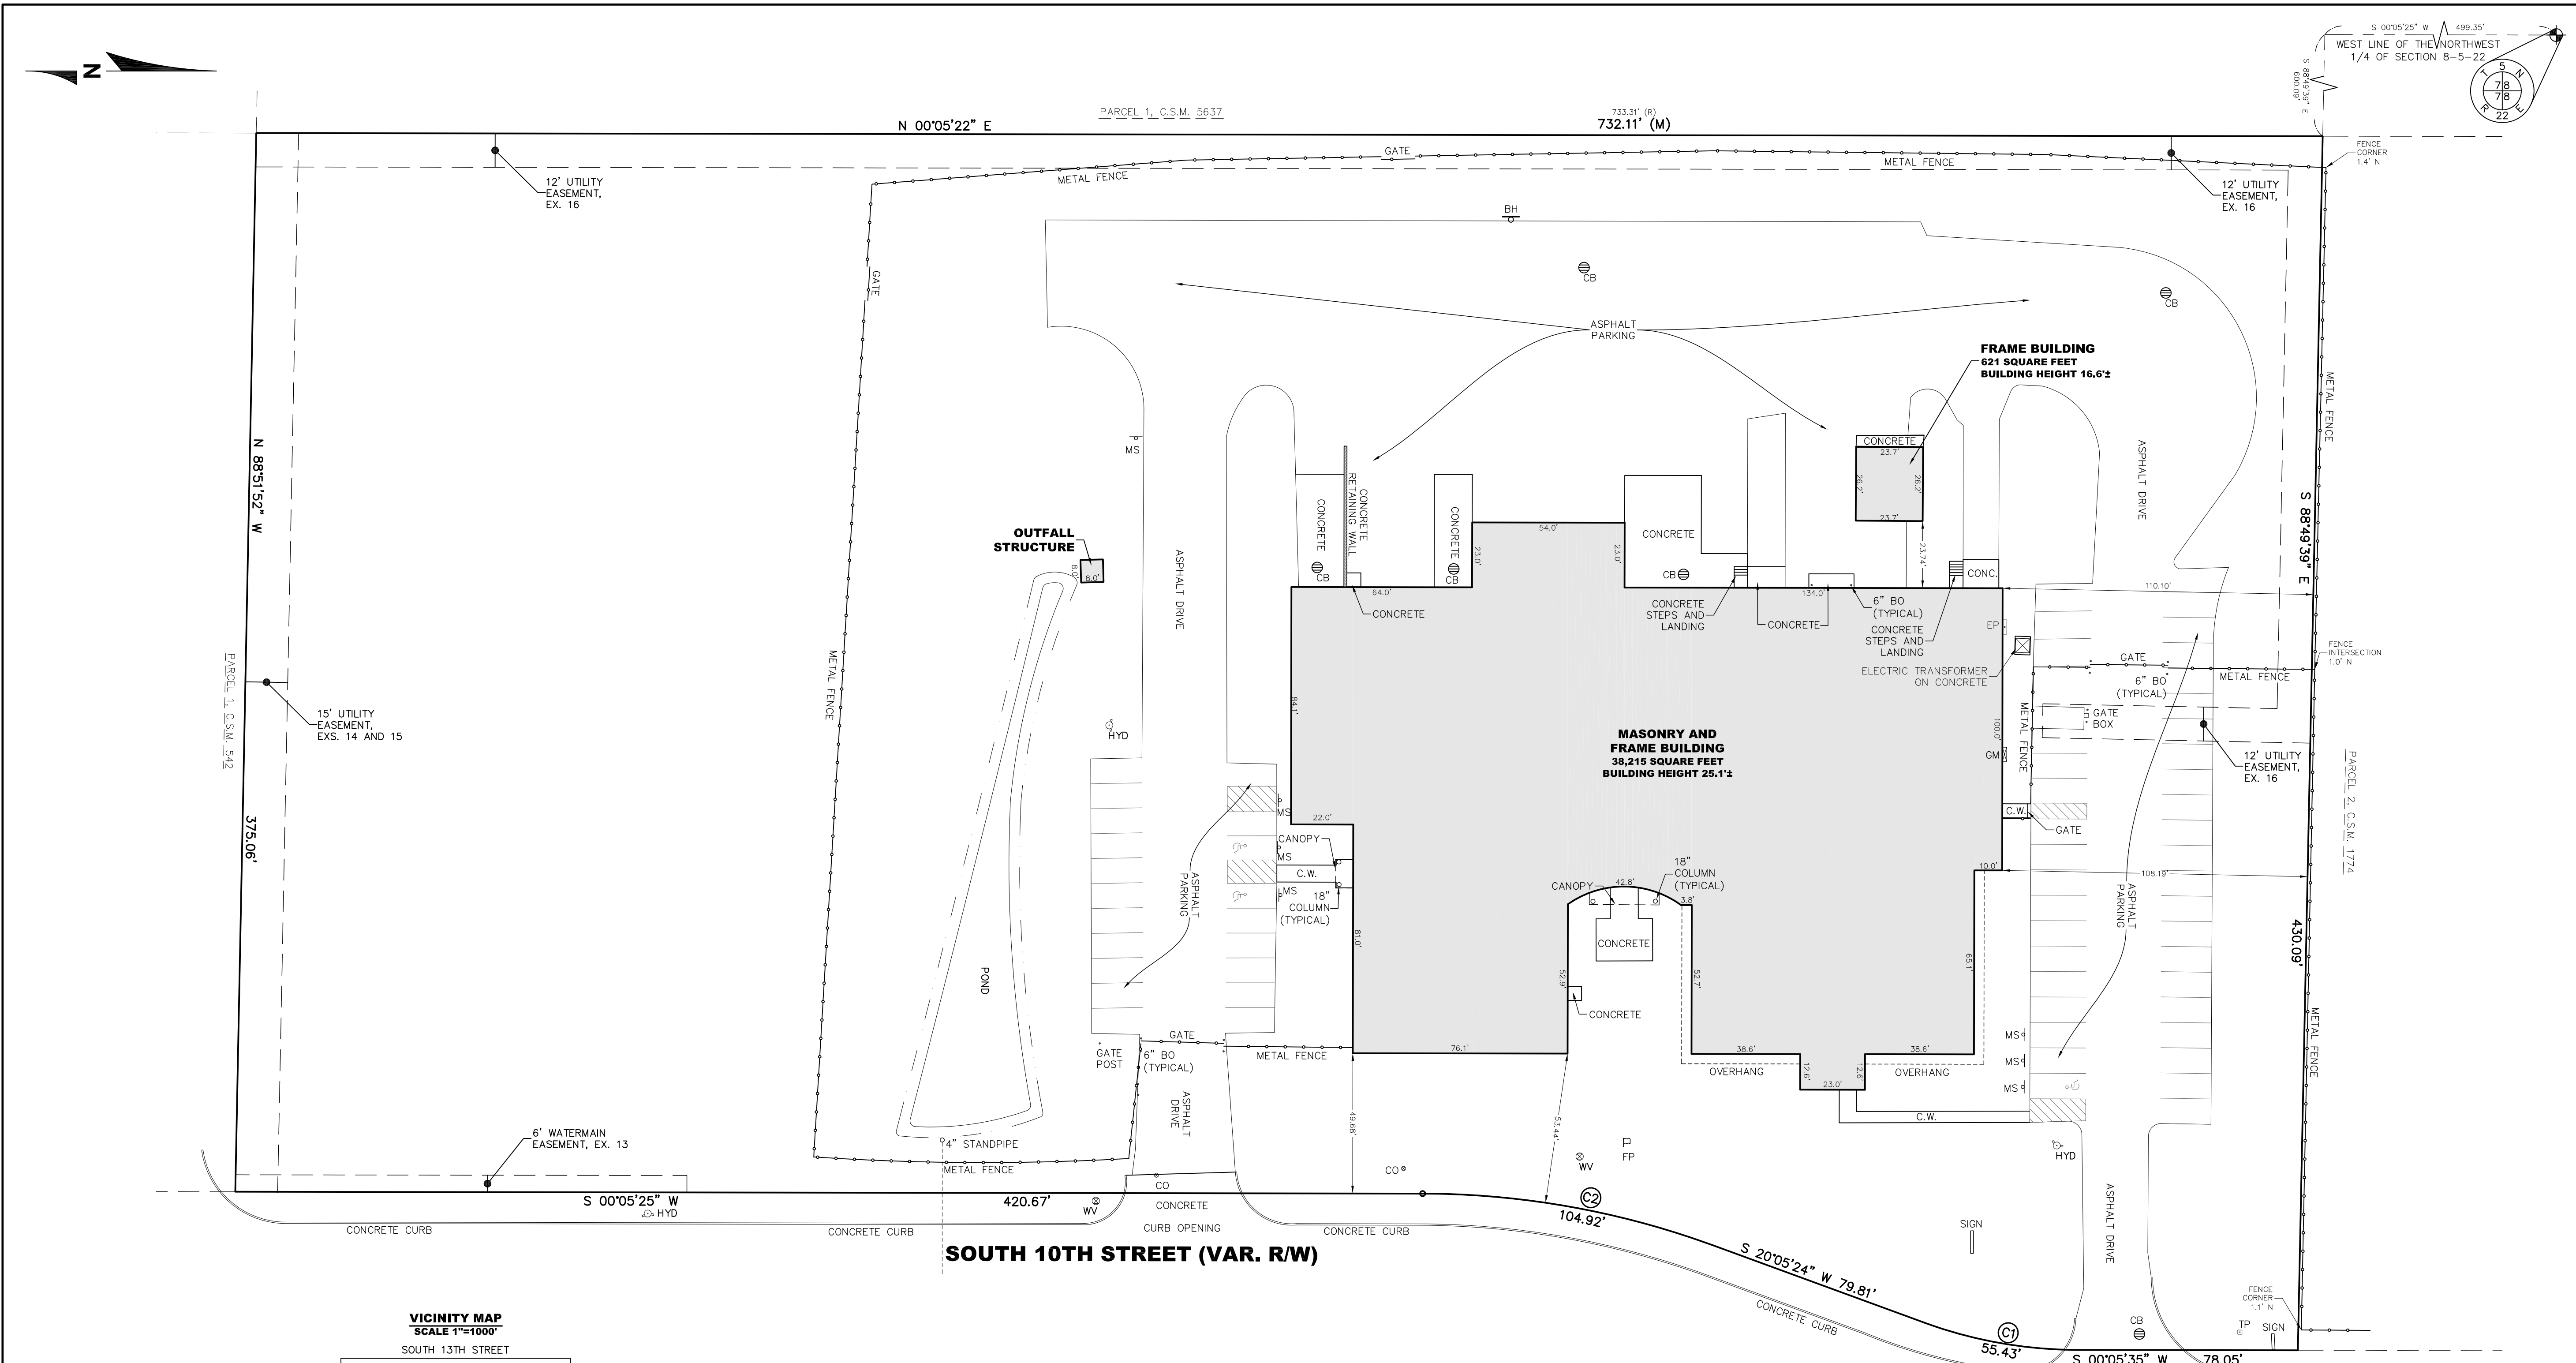 N
S 00°05'25" W 499.35'
WEST LINE OF THE NORTHWEST
1/4 OF SECTION 8-5-22
S 88°49'39" E
600.09'
T 5 N
7 8
7 8
R 22 E
PARCEL 1, C.S.M. 5637
733.31' (R)
N 00°05'22" E
732.11' (M)
GATE
METAL FENCE
METAL FENCE
FENCE
CORNER
1.4' N
12' UTILITY
EASEMENT,
EX. 16
12' UTILITY
EASEMENT,
EX. 16
BH
GATE
CB
CB
ASPHALT
PARKING
FRAME BUILDING
621 SQUARE FEET
BUILDING HEIGHT 16.6'±
METAL FENCE
N 88°51'52" W
MS
CONCRETE
23.7'
26.2'
26.2'
23.7'
23.74'
ASPHALT DRIVE
S 88°49'39" E
CONCRETE
CONCRETE
RETAINING WALL
CONCRETE
54.0'
23.0'
23.0'
CONCRETE
OUTFALL
STRUCTURE
8.0'
8.0'
ASPHALT DRIVE
CB
CB
CB
CONC.
64.0'
134.0'
110.10'
CONCRETE
CONCRETE
STEPS AND
LANDING
CONCRETE
6" BO
(TYPICAL)
CONCRETE
STEPS AND
LANDING
EP
ELECTRIC TRANSFORMER
ON CONCRETE
GATE
FENCE
INTERSECTION
1.0' N
METAL FENCE
6" BO
(TYPICAL)
PARCEL 1, C.S.M. 542
15' UTILITY
EASEMENT,
EXS. 14 AND 15
METAL FENCE
84.1'
HYD
MASONRY AND
FRAME BUILDING
38,215 SQUARE FEET
BUILDING HEIGHT 25.1'±
100.0'
METAL FENCE
GATE
BOX
GM
12' UTILITY
EASEMENT,
EX. 16
PARCEL 2, C.S.M. 1774
375.06'
MS
22.0'
CANOPY
MS
C.W.
MS
18"
COLUMN
(TYPICAL)
ASPHALT
PARKING
C.W.
GATE
10.0'
108.19'
CANOPY
42.8'
18"
COLUMN
(TYPICAL)
3.8'
CONCRETE
ASPHALT
PARKING
81.0'
52.9'
52.7'
65.1'
430.09'
POND
CONCRETE
METAL FENCE
GATE
GATE
POST
6" BO
(TYPICAL)
METAL FENCE
76.1'
38.6'
38.6'
OVERHANG
12.6'
12.6'
23.0'
OVERHANG
MS
MS
MS
C.W.
ASPHALT
DRIVE
49.68'
53.44'
6' WATERMAIN
EASEMENT, EX. 13
4" STANDPIPE
METAL FENCE
CO
CO
WV
FP
HYD
S 00°05'25" W
420.67'
HYD
WV
CONCRETE
CURB OPENING
CONCRETE CURB
CONCRETE CURB
CONCRETE CURB
C2
104.92'
SIGN
ASPHALT DRIVE
SOUTH 10TH STREET (VAR. R/W)
S 20°05'24" W 79.81'
CONCRETE CURB
FENCE
CORNER
1.1' N
CB
TP
SIGN
C1
55.43'
S 00°05'35" W 78.05'
VICINITY MAP
SCALE 1"=1000'
SOUTH 13TH STREET